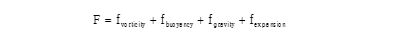 F = f_vorticity + f_buoyancy + f_gravity + f_expansion